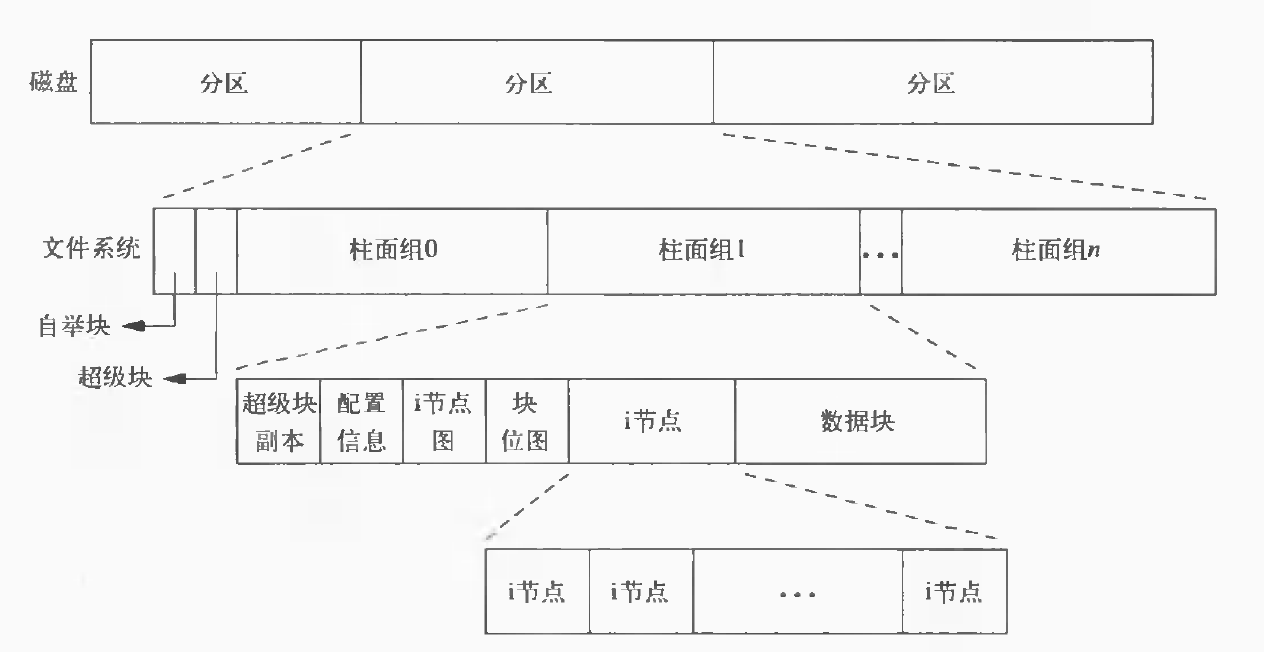 磁盘
分区
分区
分区
文件系统
柱面组0
柱面组1
•••
柱面组n
自举块
超级块
超级块
副本
配置
信息
i节点
图
块
位图
i节点
数据块
i节点
i节点
•••
i节点